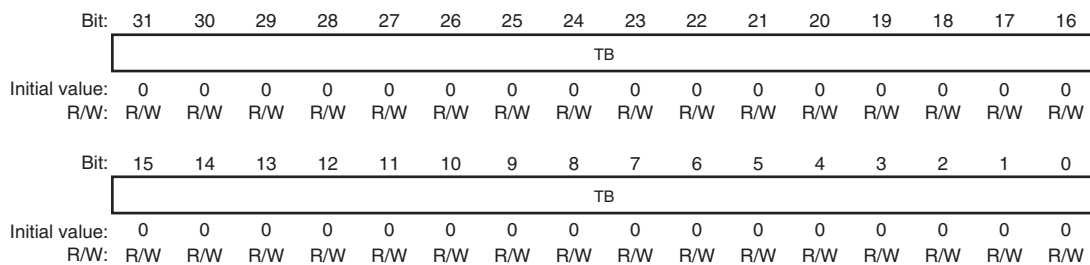 Bit: 31 30 29 28 27 26 25 24 23 22 21 20 19 18 17 16
TB
Initial value: 0 0 0 0 0 0 0 0 0 0 0 0 0 0 0 0
R/W: R/W R/W R/W R/W R/W R/W R/W R/W R/W R/W R/W R/W R/W R/W R/W R/W
Bit: 15 14 13 12 11 10 9 8 7 6 5 4 3 2 1 0
TB
Initial value: 0 0 0 0 0 0 0 0 0 0 0 0 0 0 0 0
R/W: R/W R/W R/W R/W R/W R/W R/W R/W R/W R/W R/W R/W R/W R/W R/W R/W